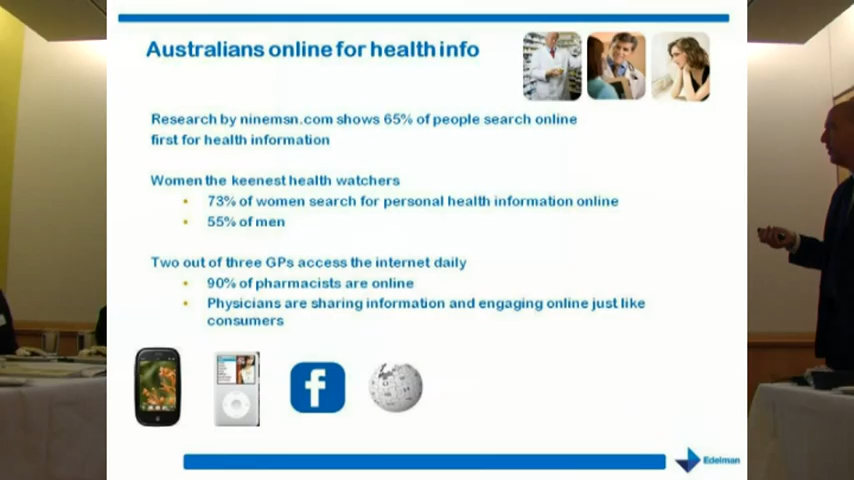 Australians online for health info
Research by ninemsn.com shows 65% of people search online
first for health information
Women the keenest health watchers
• 73% of women search for personal health information online
• 55% of men
Two out of three GPs access the internet daily
• 90% of pharmacists are online
• Physicians are sharing information and engaging online just like
consumers
f
Edelman